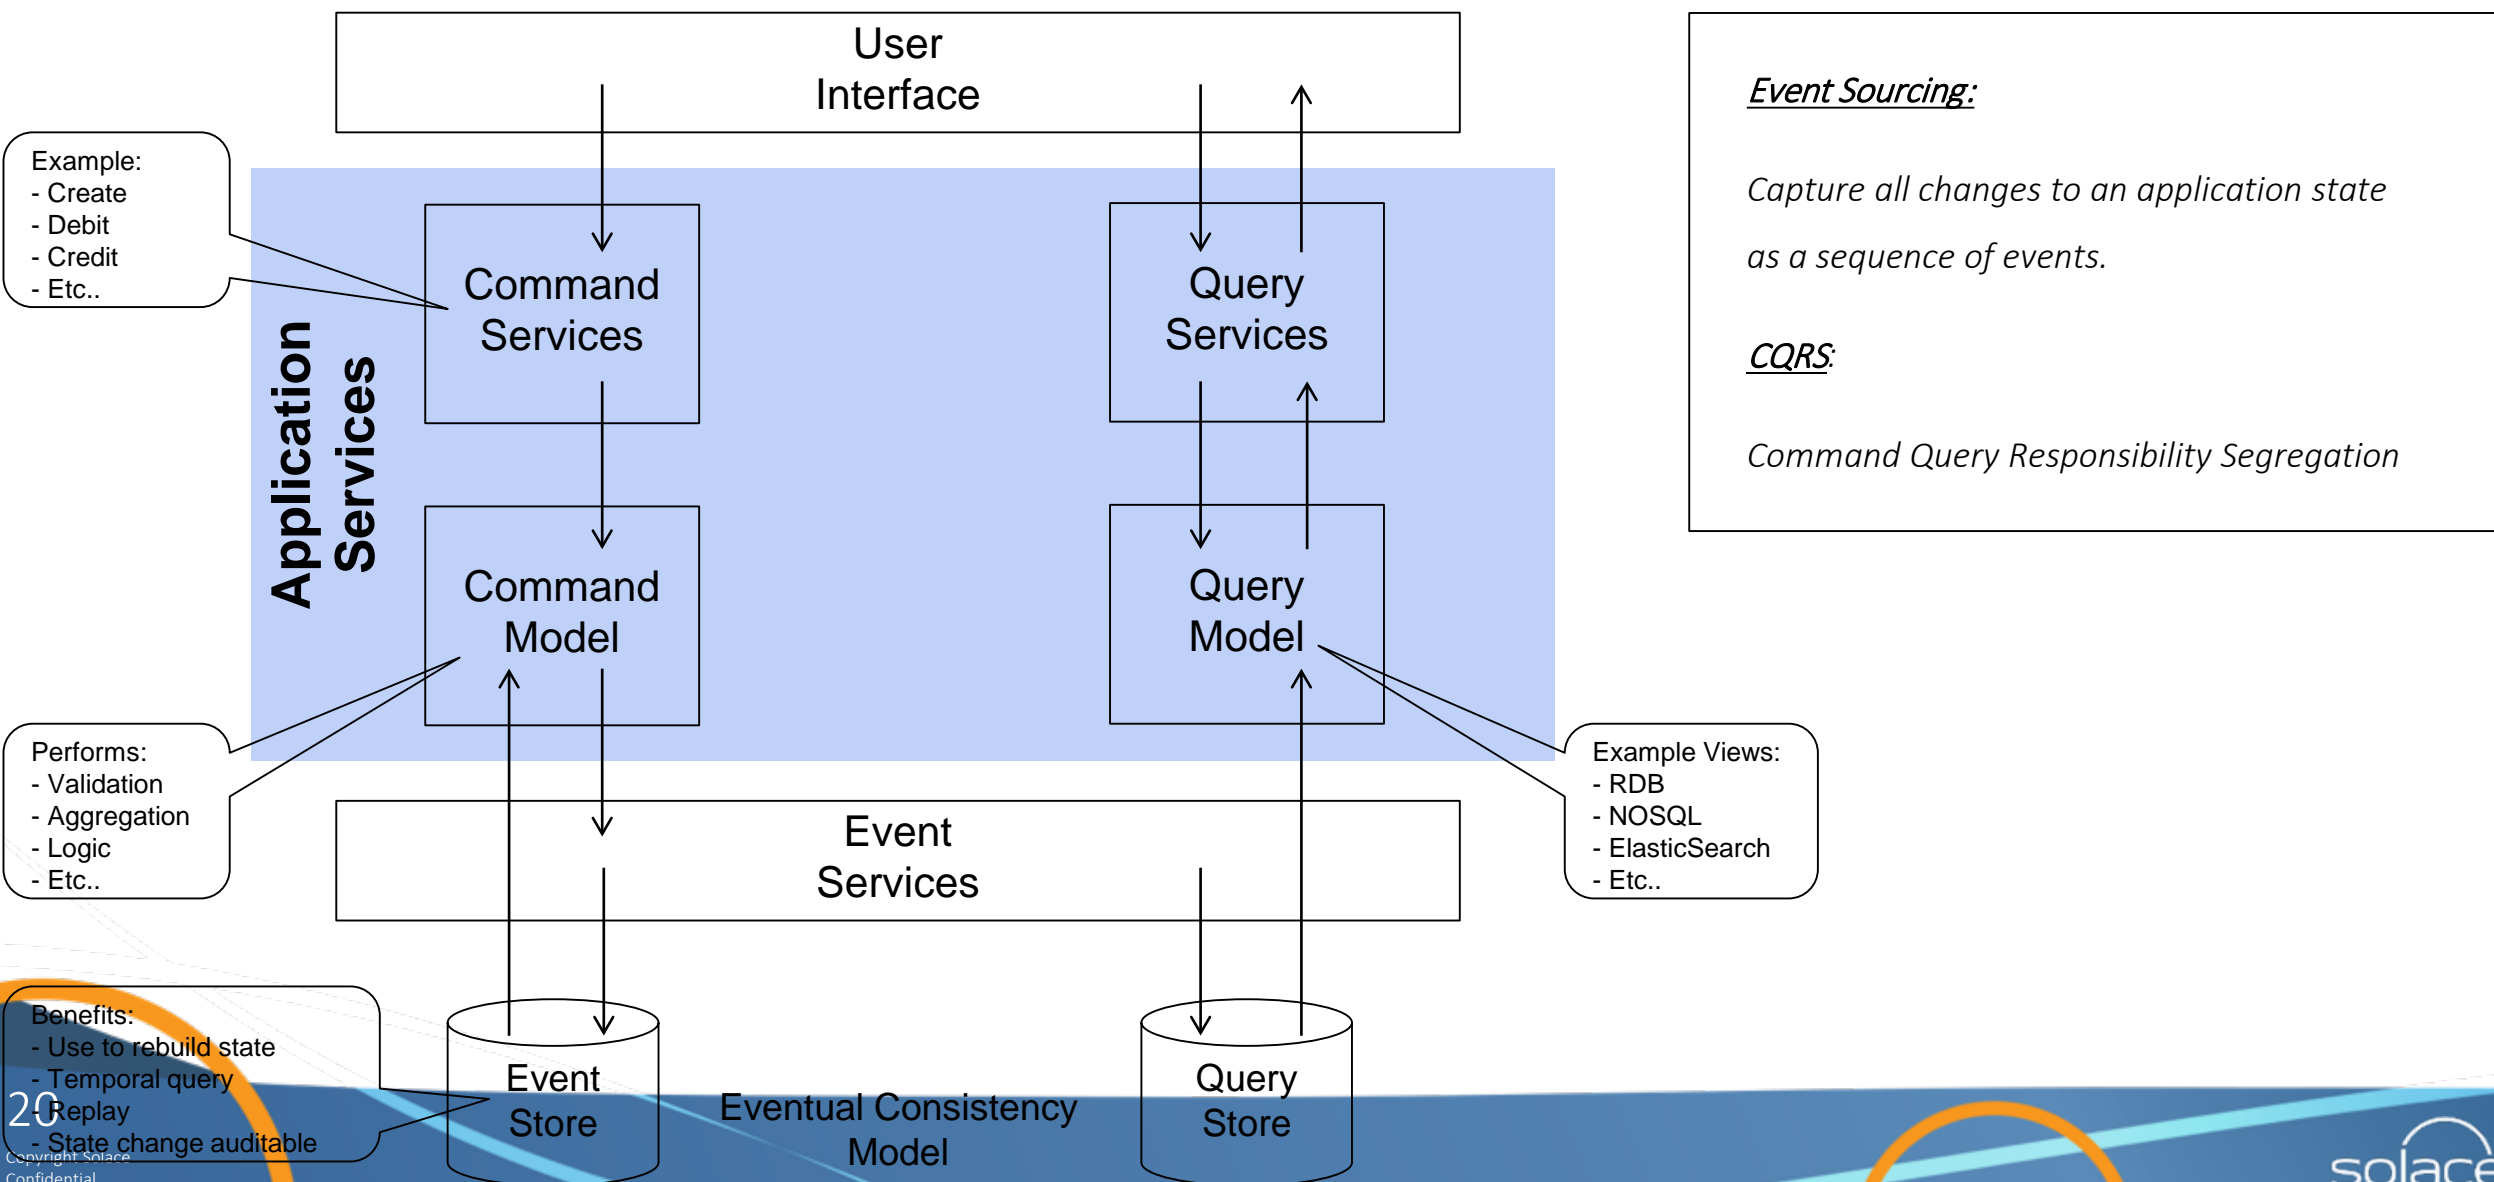 User
Interface
Event Sourcing:
Capture all changes to an application state
as a sequence of events.
CQRS:
Command Query Responsibility Segregation
Example:
- Create
- Debit
- Credit
- Etc..
Application
Services
Command
Services
Query
Services
Command
Model
Query
Model
Performs:
- Validation
- Aggregation
- Logic
- Etc..
Example Views:
- RDB
- NOSQL
- ElasticSearch
- Etc..
Event
Services
Benefits:
- Use to rebuild state
- Temporal query
- Replay
- State change auditable
Event
Store
Eventual Consistency
Model
Query
Store
20
Copyright Solace
Confidential
solace